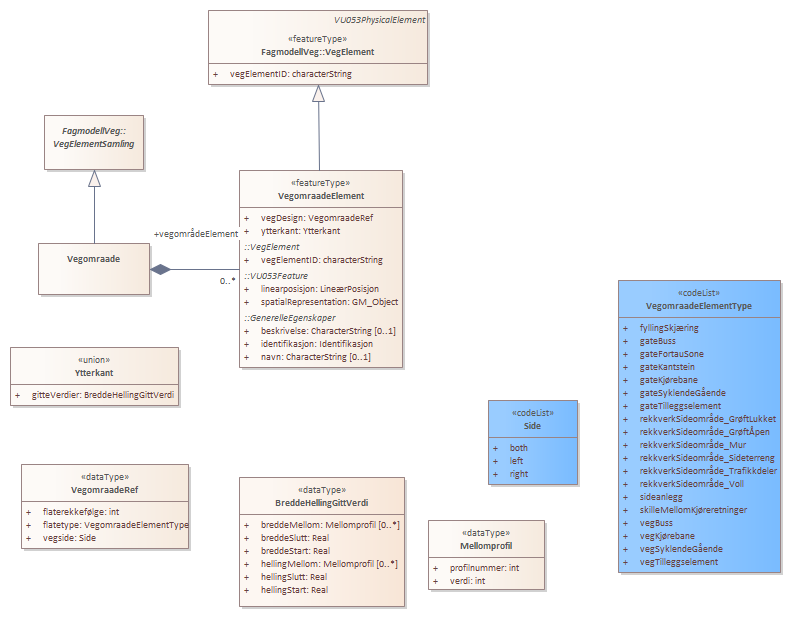 VU053PhysicalElement
«featureType»
FagmodellVeg::VegElement
+ vegElementID: characterString
FagmodellVeg::
VegElementSamling
«featureType»
VegomraadeElement
+ vegDesign: VegomraadeRef
+ ytterkant: Ytterkant
::VegElement
+ vegElementID: characterString
::VU053Feature
+ linearposisjon: LineærPosisjon
+ spatialRepresentation: GM_Object
::GenerelleEgenskaper
+ beskrivelse: CharacterString [0..1]
+ identifikasjon: Identifikasjon
+ navn: CharacterString [0..1]
+vegområdeElement
0..*
Vegomraade
«union»
Ytterkant
+ gitteVerdier: BreddeHellingGittVerdi
«codeList»
VegomraadeElementType
+ fyllingSkjæring
+ gateBuss
+ gateFortauSone
+ gateKantstein
+ gateKjørebane
+ gateSyklendeGående
+ gateTilleggselement
+ rekkverkSideområde_GrøftLukket
+ rekkverkSideområde_GrøftÅpen
+ rekkverkSideområde_Mur
+ rekkverkSideområde_Sideterreng
+ rekkverkSideområde_Trafikkdeler
+ rekkverkSideområde_Voll
+ sideanlegg
+ skilleMellomKjøreretninger
+ vegBuss
+ vegKjørebane
+ vegSyklendeGående
+ vegTilleggselement
«codeList»
Side
+ both
+ left
+ right
«dataType»
VegomraadeRef
+ flaterekkefølge: int
+ flatetype: VegomraadeElementType
+ vegside: Side
«dataType»
BreddeHellingGittVerdi
+ breddeMellom: Mellomprofil [0..*]
+ breddeSlutt: Real
+ breddeStart: Real
+ hellingMellom: Mellomprofil [0..*]
+ hellingSlutt: Real
+ hellingStart: Real
«dataType»
Mellomprofil
+ profilnummer: int
+ verdi: int